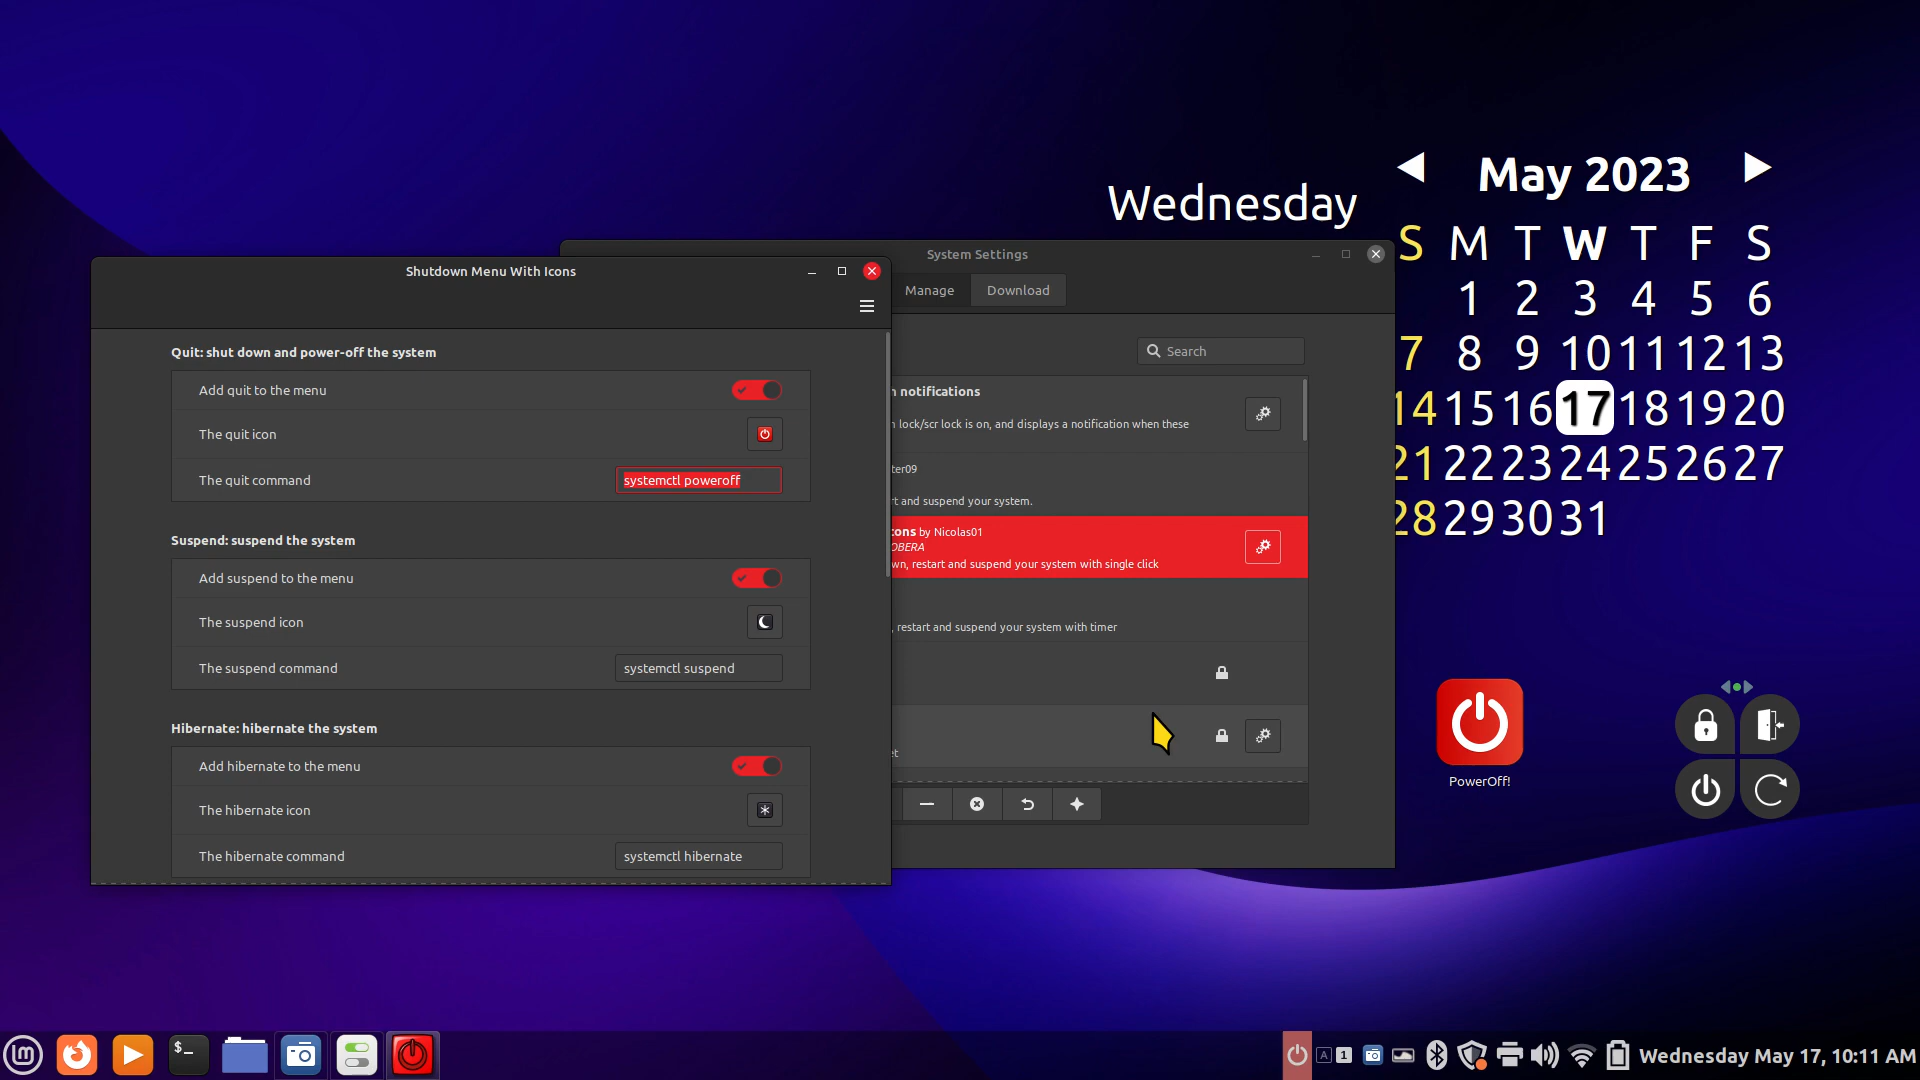 Wednesday
May 2023
S M T W T F S
1 2 3 4 5 6
7 8 9 10 11 12 13
14 15 16 17 18 19 20
21 22 23 24 25 26 27
28 29 30 31
System Settings
Manage
Download
Search
notifications
lock/scr lock is on, and displays a notification when these
ter09
rt and suspend your system.
cons by Nicolas01
OBERA
wn, restart and suspend your system with single click
, restart and suspend your system with timer
et
Shutdown Menu With Icons
Quit: shut down and power-off the system
Add quit to the menu
The quit icon
The quit command
systemctl poweroff
Suspend: suspend the system
Add suspend to the menu
The suspend icon
The suspend command
systemctl suspend
Hibernate: hibernate the system
Add hibernate to the menu
The hibernate icon
The hibernate command
systemctl hibernate
PowerOff!
$_
A 1
Wednesday May 17, 10:11 AM